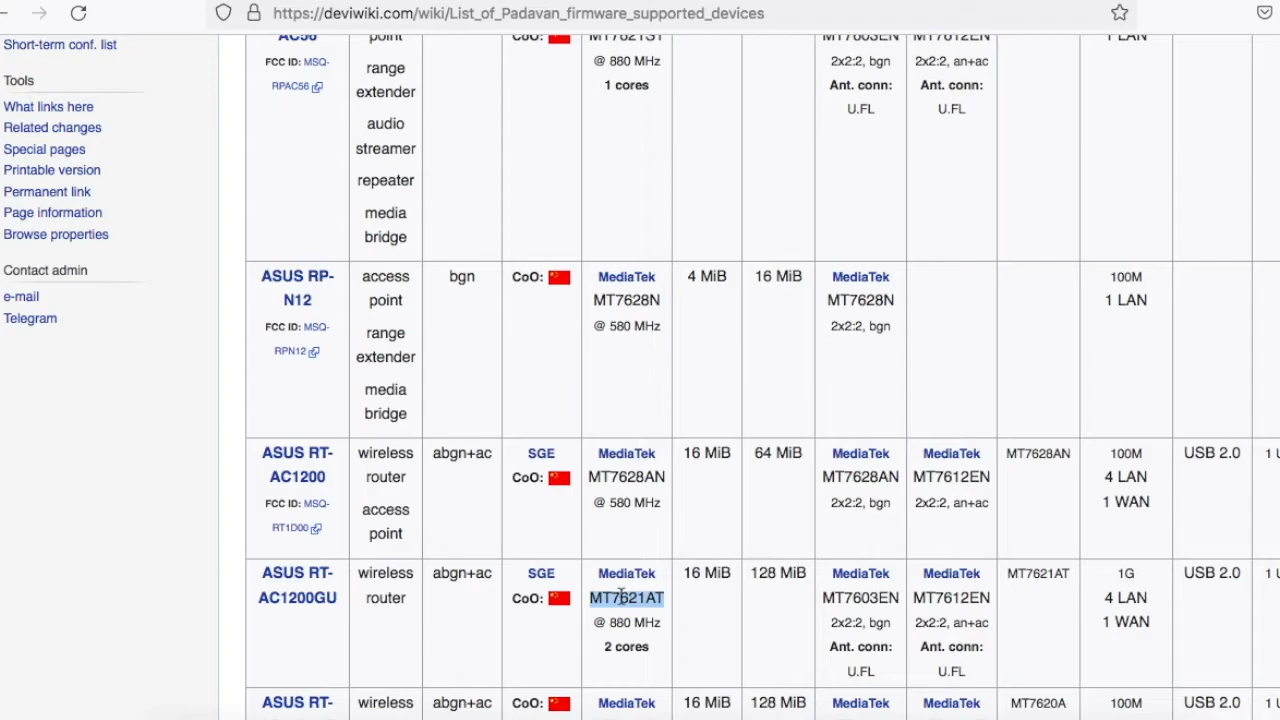 https://deviwiki.com/wiki/List_of_Padavan_firmware_supported_devices
Short-term conf. list
Tools
What links here
Related changes
Special pages
Printable version
Permanent link
Page information
Browse properties
Contact admin
e-mail
Telegram
AC56 point CoO: MT7621ST MT7603EN MT7612EN 1 LAN
FCC ID: MSQ- range @ 880 MHz 2x2:2, bgn 2x2:2, an+ac
RPAC56 extender 1 cores Ant. conn: Ant. conn:
audio U.FL U.FL
streamer
repeater
media
bridge
ASUS RP- access bgn CoO: MediaTek 4 MiB 16 MiB MediaTek 100M
N12 point MT7628N MT7628N 1 LAN
FCC ID: MSQ- range @ 580 MHz 2x2:2, bgn
RPN12 extender
media
bridge
ASUS RT- wireless abgn+ac SGE MediaTek 16 MiB 64 MiB MediaTek MediaTek MT7628AN 100M USB 2.0
AC1200 router CoO: MT7628AN MT7628AN MT7612EN 4 LAN
FCC ID: MSQ- access @ 580 MHz 2x2:2, bgn 2x2:2, an+ac 1 WAN
RT1D00 point
ASUS RT- wireless abgn+ac SGE MediaTek 16 MiB 128 MiB MediaTek MediaTek MT7621AT 1G USB 2.0
AC1200GU router CoO: MT7621AT MT7603EN MT7612EN 4 LAN
@ 880 MHz 2x2:2, bgn 2x2:2, an+ac 1 WAN
2 cores Ant. conn: Ant. conn:
U.FL U.FL
ASUS RT- wireless abgn+ac CoO: MediaTek 16 MiB 128 MiB MediaTek MediaTek MT7620A 100M USB 2.0